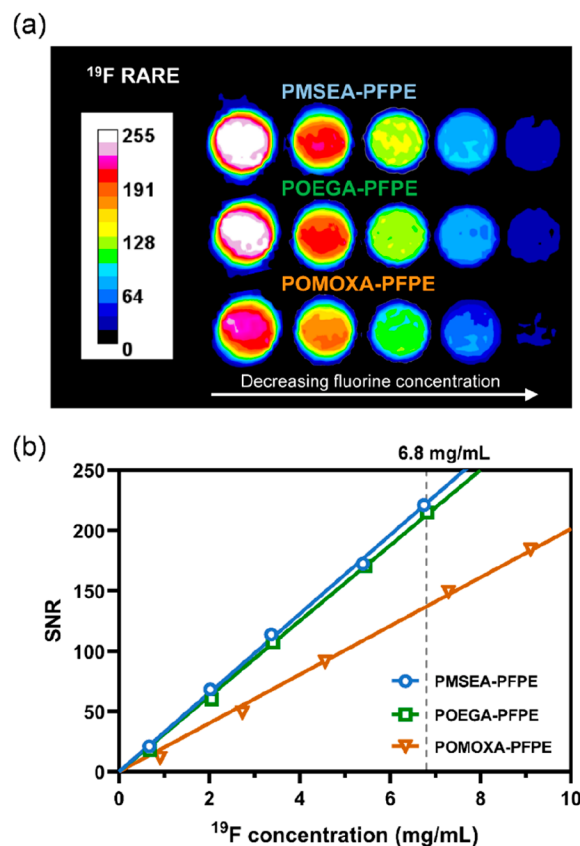 (a)
¹⁹F RARE
255
191
128
64
0
PMSEA-PFPE
POEGA-PFPE
POMOXA-PFPE
Decreasing fluorine concentration
(b)
6.8 mg/mL
250
200
150
100
50
0
SNR
PMSEA-PFPE
POEGA-PFPE
POMOXA-PFPE
0 2 4 6 8 10
¹⁹F concentration (mg/mL)